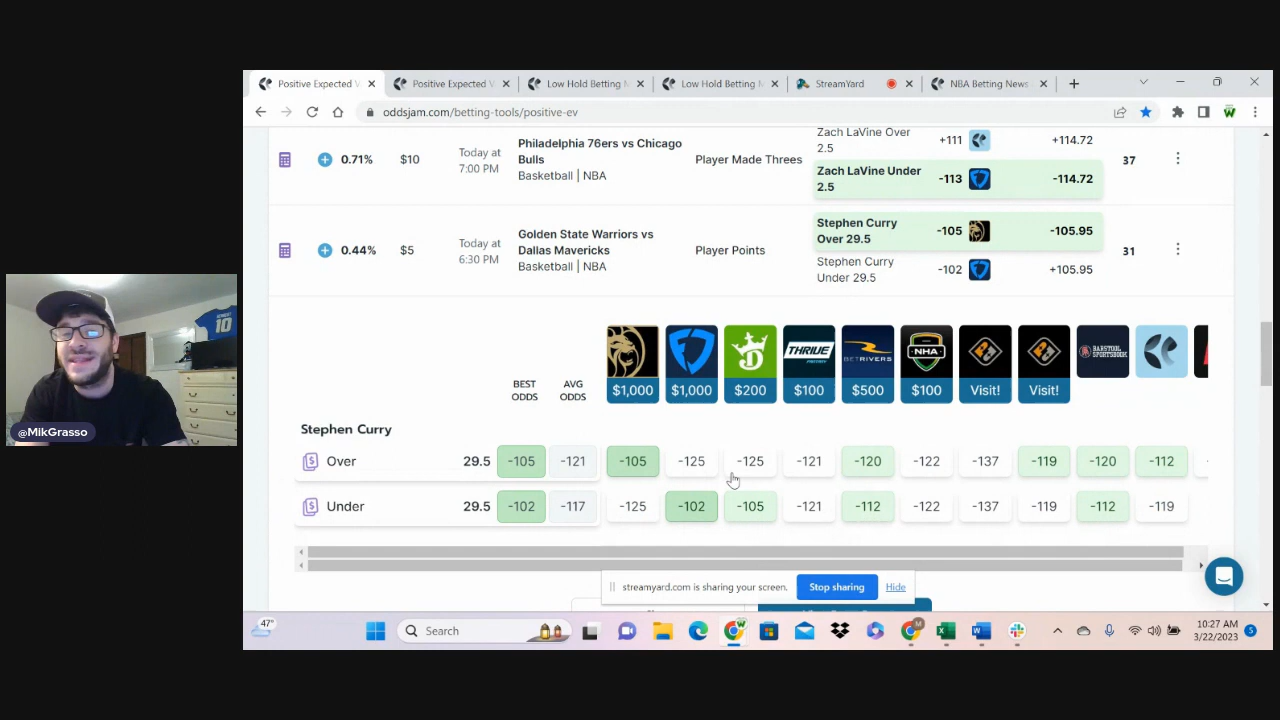 Positive Expected V
Positive Expected V
Low Hold Betting M
Low Hold Betting M
StreamYard
NBA Betting News
oddsjam.com/betting-tools/positive-ev
0.71%
$10
Today at
7:00 PM
Philadelphia 76ers vs Chicago
Bulls
Basketball | NBA
Player Made Threes
Zach LaVine Over
2.5
+111
+114.72
Zach LaVine Under
2.5
-113
-114.72
37
0.44%
$5
Today at
6:30 PM
Golden State Warriors vs
Dallas Mavericks
Basketball | NBA
Player Points
Stephen Curry
Over 29.5
-105
-105.95
Stephen Curry
Under 29.5
-102
+105.95
31
BEST
ODDS
AVG
ODDS
$1,000
$1,000
$200
THRIVE
$100
BETRIVERS
$500
NHA
$100
Visit!
Visit!
BARSTOOL
SPORTSBOOK
Stephen Curry
Over 29.5 -105 -121 -105 -125 -125 -121 -120 -122 -137 -119 -120 -112
Under 29.5 -102 -117 -125 -102 -105 -121 -112 -122 -137 -119 -112 -119
streamyard.com is sharing your screen.
Stop sharing
Hide
@MikGrasso
10
47°
Search
10:27 AM
3/22/2023
5